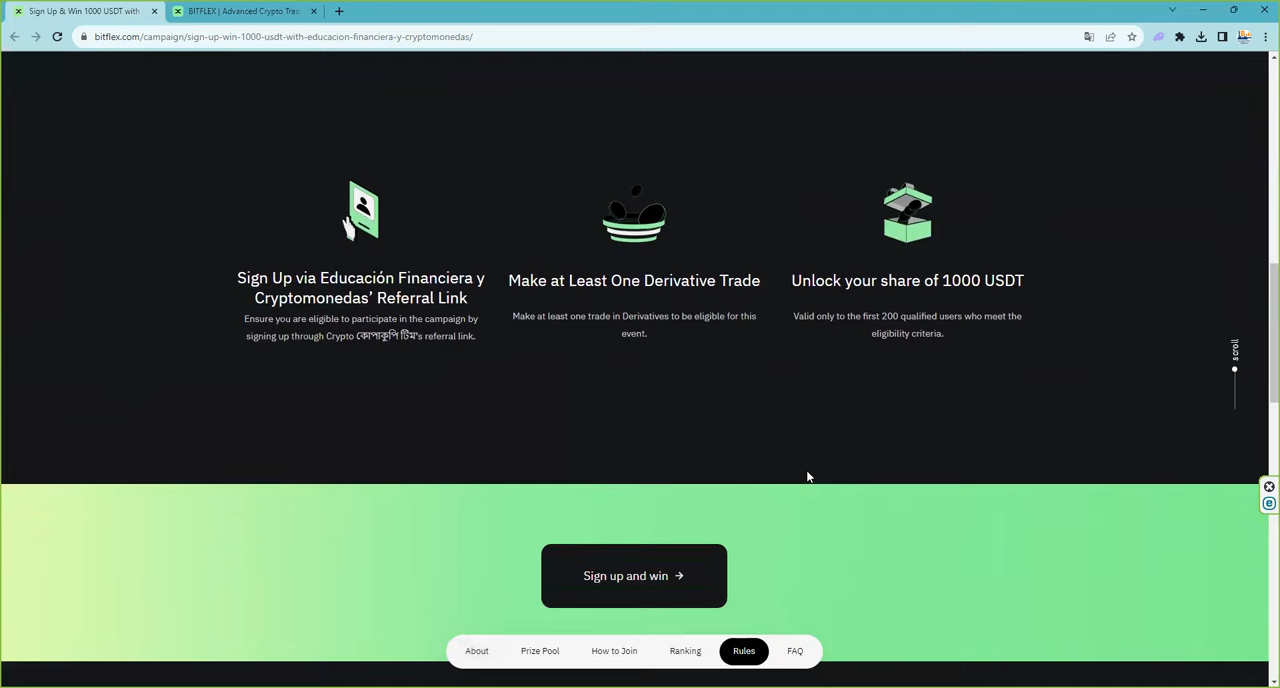 Sign Up & Win 1000 USDT with
BITFLEX | Advanced Crypto Trad
bitflex.com/campaign/sign-up-win-1000-usdt-with-educacion-financiera-y-cryptomonedas/
Sign Up via Educación Financiera y
Cryptomonedas’ Referral Link
Ensure you are eligible to participate in the campaign by
signing up through Crypto কোপাকুপি টিম's referral link.
Make at Least One Derivative Trade
Make at least one trade in Derivatives to be eligible for this
event.
Unlock your share of 1000 USDT
Valid only to the first 200 qualified users who meet the
eligibility criteria.
scroll
Sign up and win →
About
Prize Pool
How to Join
Ranking
Rules
FAQ